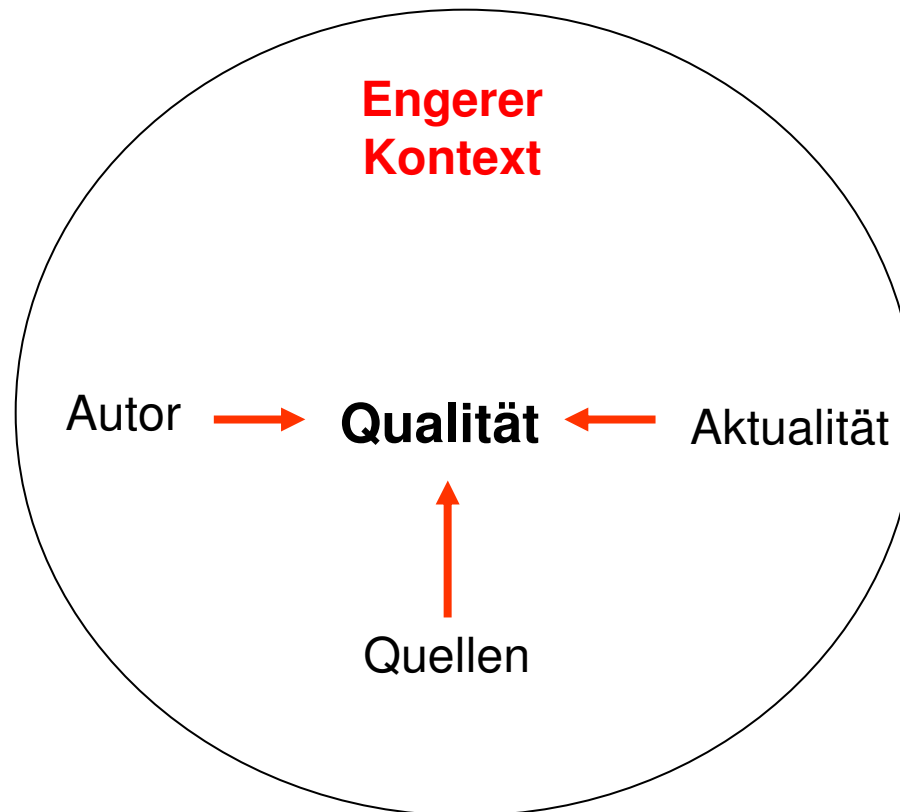 Engerer
Kontext
Autor
Qualität
Aktualität
Quellen